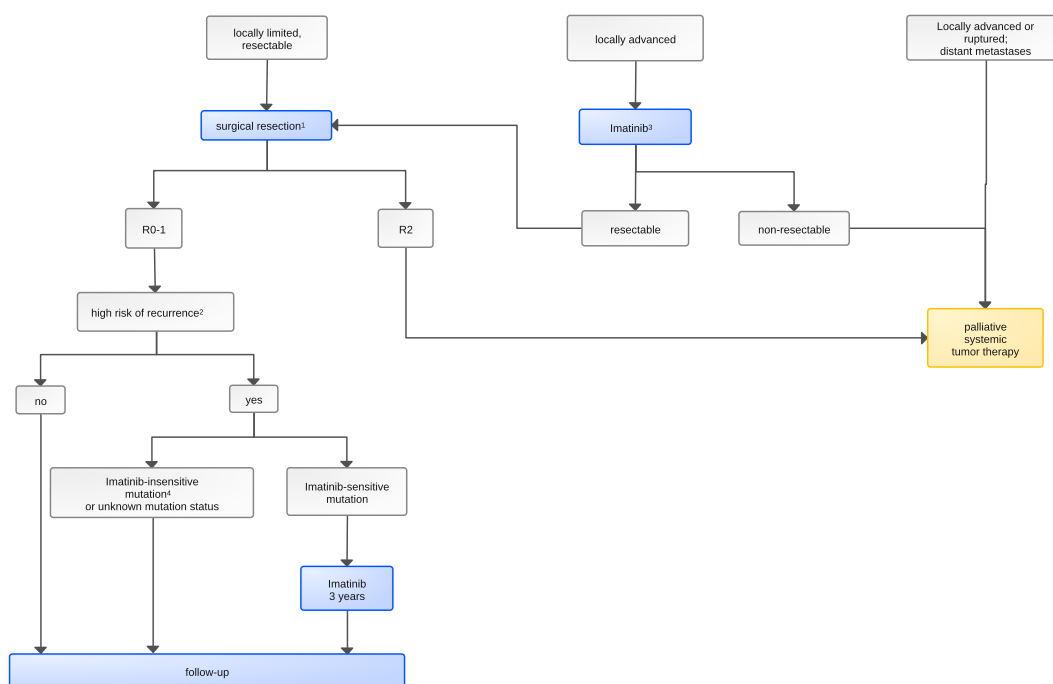 locally limited,
resectable
locally advanced
Locally advanced or
ruptured;
distant metastases
surgical resection¹
Imatinib³
R0-1
R2
resectable
non-resectable
high risk of recurrence²
palliative
systemic
tumor therapy
no
yes
Imatinib-insensitive
mutation⁴
or unknown mutation status
Imatinib-sensitive
mutation
Imatinib
3 years
follow-up